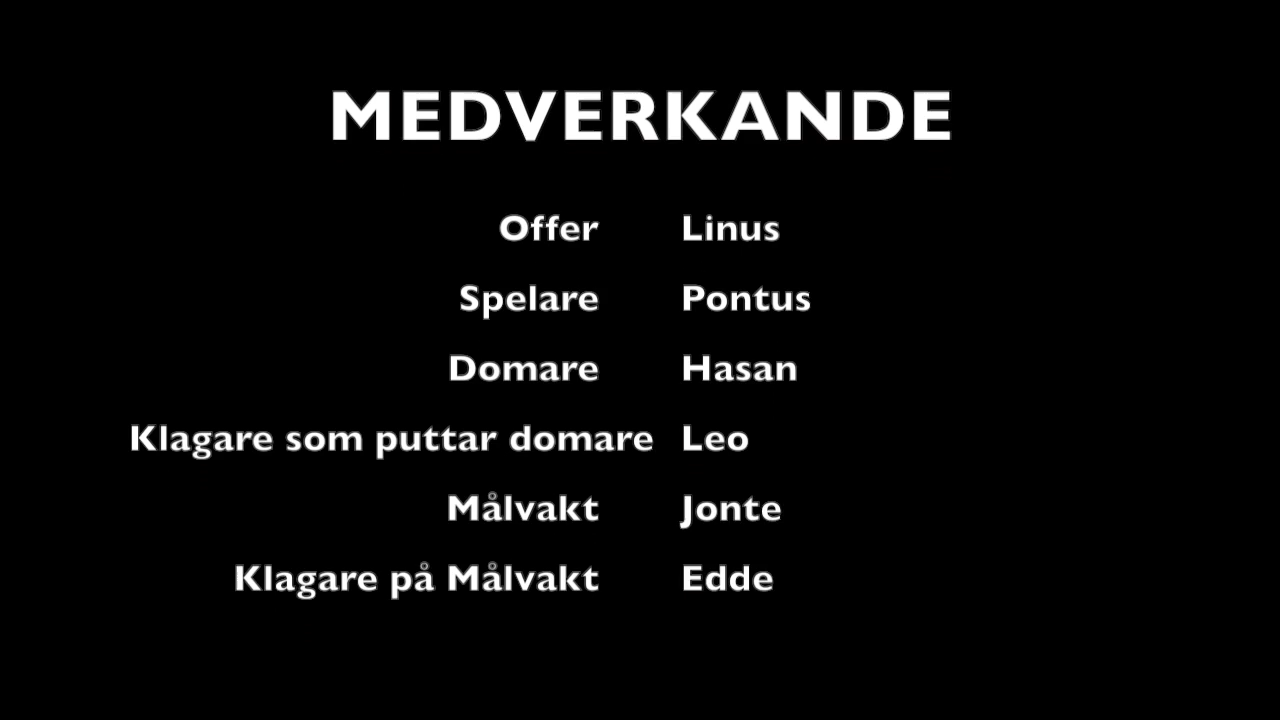 MEDVERKANDE
Offer Linus
Spelare Pontus
Domare Hasan
Klagare som puttar domare Leo
Målvakt Jonte
Klagare på Målvakt Edde